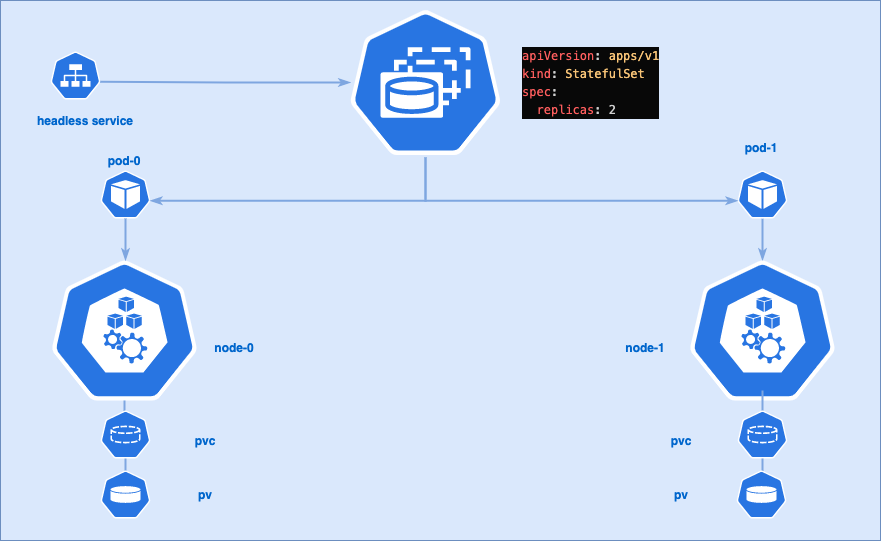 apiVersion: apps/v1
kind: StatefulSet
spec:
  replicas: 2
headless service
pod-0
pod-1
node-0
node-1
pvc
pvc
pv
pv